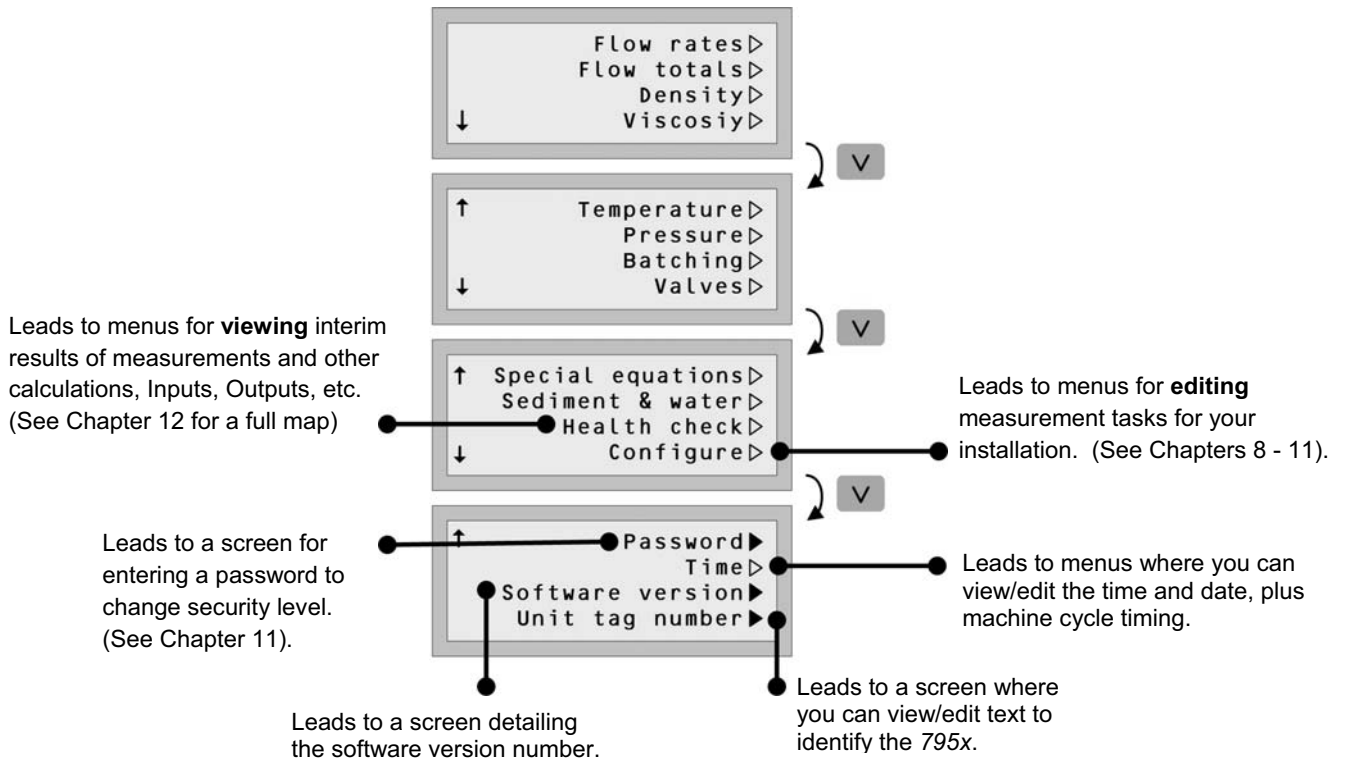 Flow rates▷
Flow totals▷
Density▷
↓ Viscosiy▷
∨
↑ Temperature▷
Pressure▷
Batching▷
↓ Valves▷
∨
Leads to menus for viewing interim
results of measurements and other
calculations, Inputs, Outputs, etc.
(See Chapter 12 for a full map)
↑ Special equations▷
Sediment & water▷
Health check▷
↓ Configure▷
Leads to menus for editing
measurement tasks for your
installation. (See Chapters 8 - 11).
∨
Leads to a screen for
entering a password to
change security level.
(See Chapter 11).
↑ Password▶
Time▷
Software version▶
Unit tag number▶
Leads to menus where you can
view/edit the time and date, plus
machine cycle timing.
Leads to a screen detailing
the software version number.
Leads to a screen where
you can view/edit text to
identify the 795x.